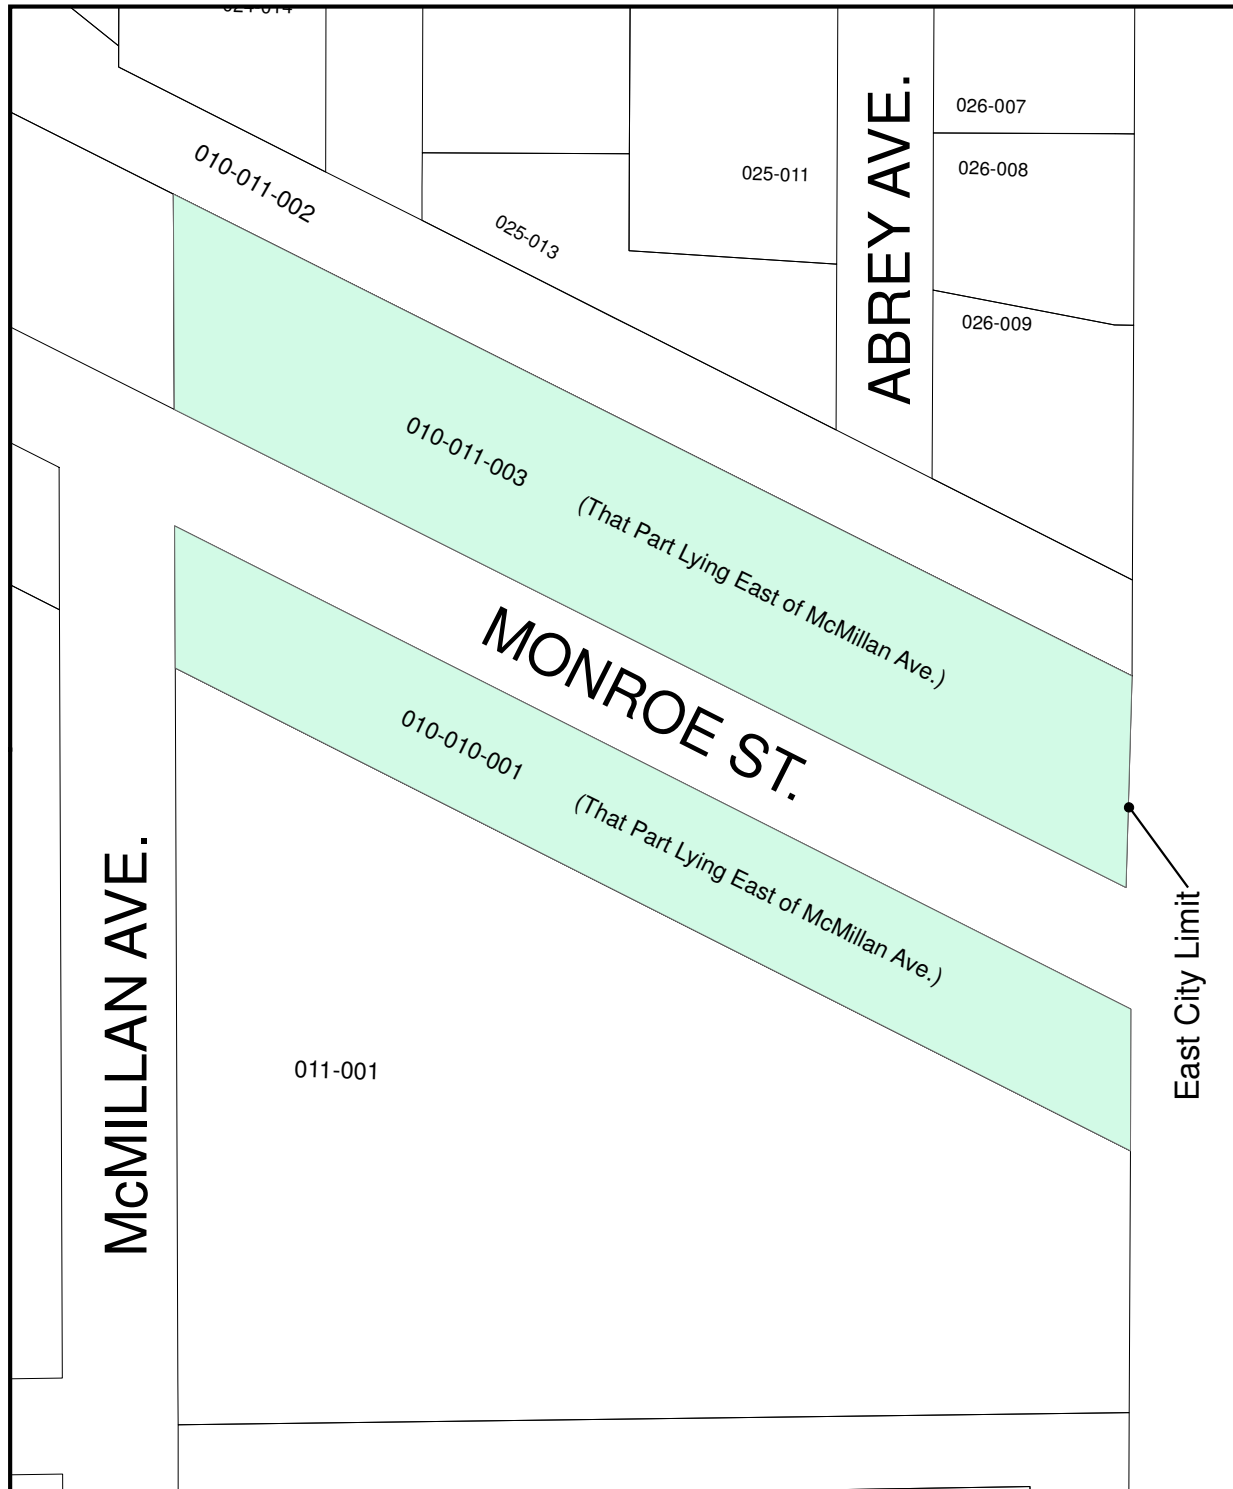 ABREY AVE.
026-007
026-008
025-011
010-011-002
025-013
026-009
010-011-003
(That Part Lying East of McMillan Ave.)
MONROE ST.
010-010-001
(That Part Lying East of McMillan Ave.)
McMILLAN AVE.
East City Limit
011-001